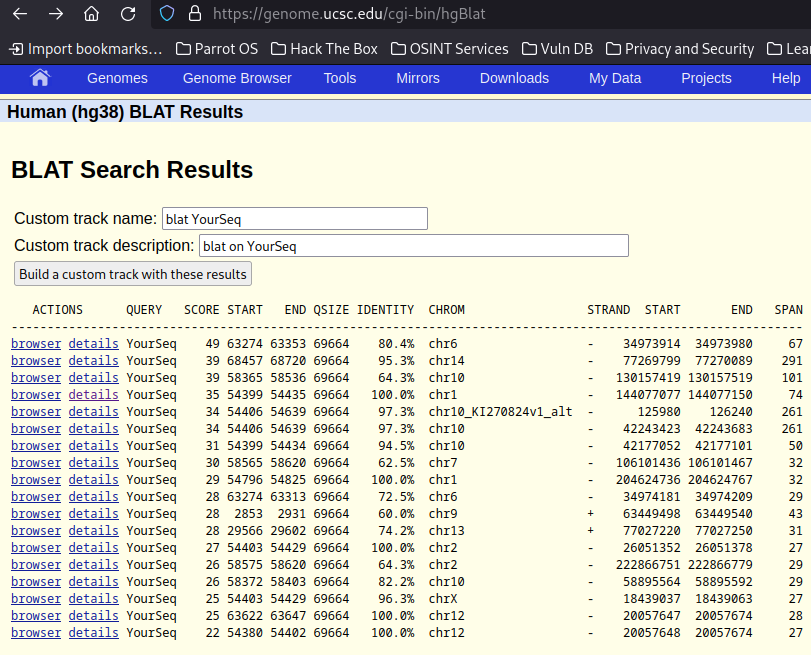 https://genome.ucsc.edu/cgi-bin/hgBlat
Import bookmarks... Parrot OS Hack The Box OSINT Services Vuln DB Privacy and Security Lear
Genomes Genome Browser Tools Mirrors Downloads My Data Projects Help
Human (hg38) BLAT Results
BLAT Search Results
Custom track name: blat YourSeq
Custom track description: blat on YourSeq
Build a custom track with these results
ACTIONS QUERY SCORE START END QSIZE IDENTITY CHROM STRAND START END SPAN
-----------------------------------------------------------------------------------------------------------
browser details YourSeq 49 63274 63353 69664 80.4% chr6 - 34973914 34973980 67
browser details YourSeq 39 68457 68720 69664 95.3% chr14 - 77269799 77270089 291
browser details YourSeq 39 58365 58536 69664 64.3% chr10 - 130157419 130157519 101
browser details YourSeq 35 54399 54435 69664 100.0% chr1 - 144077077 144077150 74
browser details YourSeq 34 54406 54639 69664 97.3% chr10_KI270824v1_alt - 125980 126240 261
browser details YourSeq 34 54406 54639 69664 97.3% chr10 - 42243423 42243683 261
browser details YourSeq 31 54399 54434 69664 94.5% chr10 - 42177052 42177101 50
browser details YourSeq 30 58565 58620 69664 62.5% chr7 - 106101436 106101467 32
browser details YourSeq 29 54796 54825 69664 100.0% chr1 - 204624736 204624767 32
browser details YourSeq 28 63274 63313 69664 72.5% chr6 - 34974181 34974209 29
browser details YourSeq 28 2853 2931 69664 60.0% chr9 + 63449498 63449540 43
browser details YourSeq 28 29566 29602 69664 74.2% chr13 + 77027220 77027250 31
browser details YourSeq 27 54403 54429 69664 100.0% chr2 - 26051352 26051378 27
browser details YourSeq 26 58575 58620 69664 64.3% chr2 - 222866751 222866779 29
browser details YourSeq 26 58372 58403 69664 82.2% chr10 - 58895564 58895592 29
browser details YourSeq 25 54403 54429 69664 96.3% chrX - 18439037 18439063 27
browser details YourSeq 25 63622 63647 69664 100.0% chr12 - 20057647 20057674 28
browser details YourSeq 22 54380 54402 69664 100.0% chr12 - 20057648 20057674 27